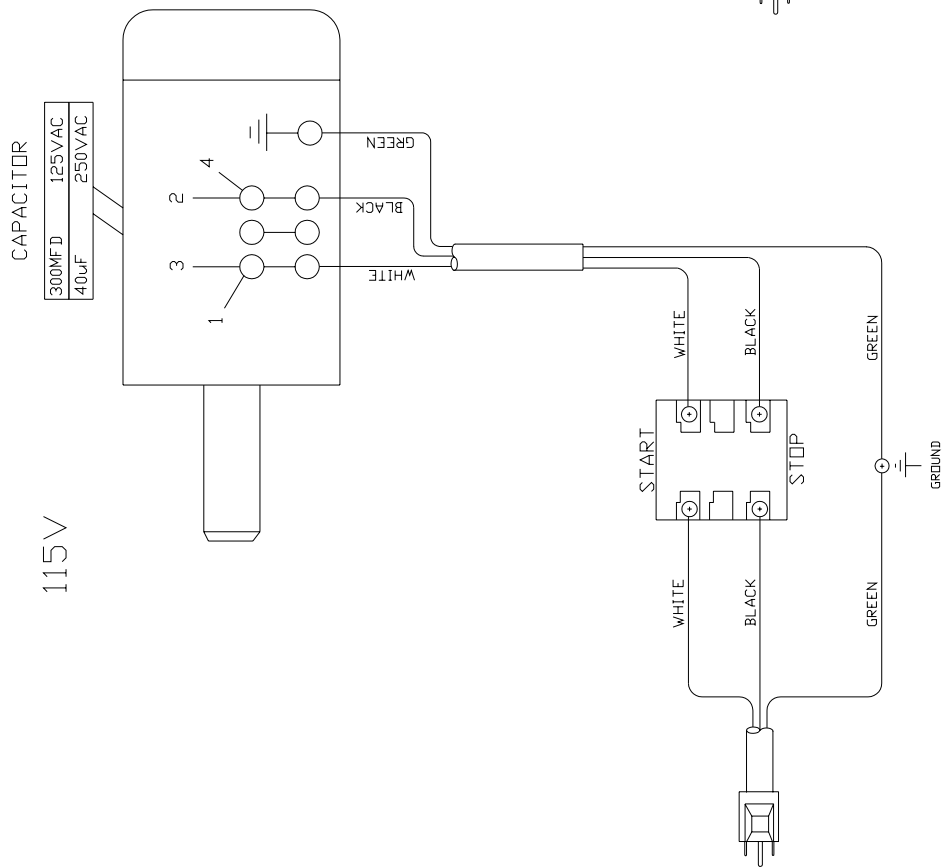 CAPACITOR
300MFD 125VAC
40uF 250VAC
4
2
3
1
GREEN
BLACK
WHITE
115V
WHITE
BLACK
GREEN
START
STOP
GROUND
WHITE
BLACK
GREEN